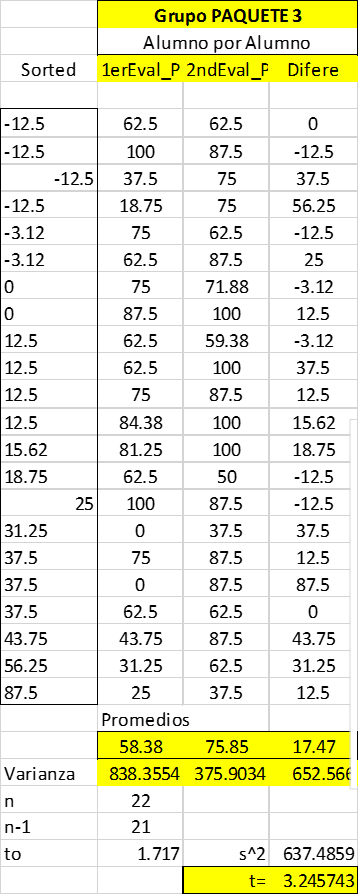 Grupo PAQUETE 3
Alumno por Alumno
Sorted 1erEval_P 2ndEval_P Difere
-12.5 62.5 62.5 0
-12.5 100 87.5 -12.5
-12.5 37.5 75 37.5
-12.5 18.75 75 56.25
-3.12 75 62.5 -12.5
-3.12 62.5 87.5 25
0 75 71.88 -3.12
0 87.5 100 12.5
12.5 62.5 59.38 -3.12
12.5 62.5 100 37.5
12.5 75 87.5 12.5
12.5 84.38 100 15.62
15.62 81.25 100 18.75
18.75 62.5 50 -12.5
25 100 87.5 -12.5
31.25 0 37.5 37.5
37.5 75 87.5 12.5
37.5 0 87.5 87.5
37.5 62.5 62.5 0
43.75 43.75 87.5 43.75
56.25 31.25 62.5 31.25
87.5 25 37.5 12.5
Promedios
58.38 75.85 17.47
Varianza 838.3554 375.9034 652.566
n 22
n-1 21
to 1.717 s^2 637.4859
t= 3.245743